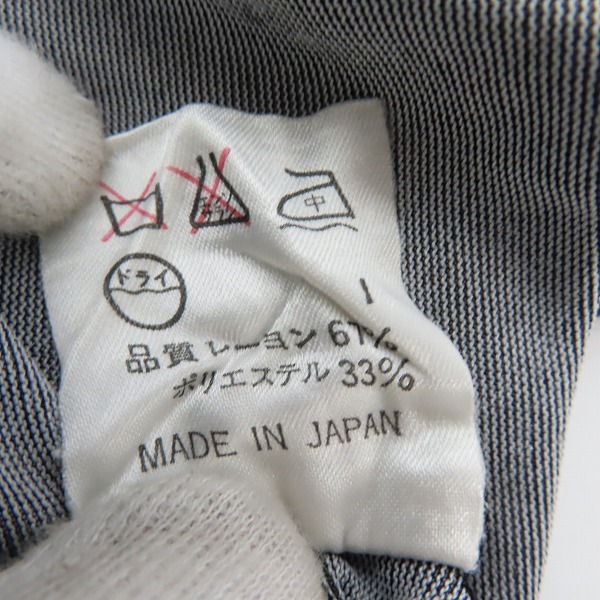 中
ドライ
I
品質 レーヨン 67%
ポリエステル 33%
MADE IN JAPAN